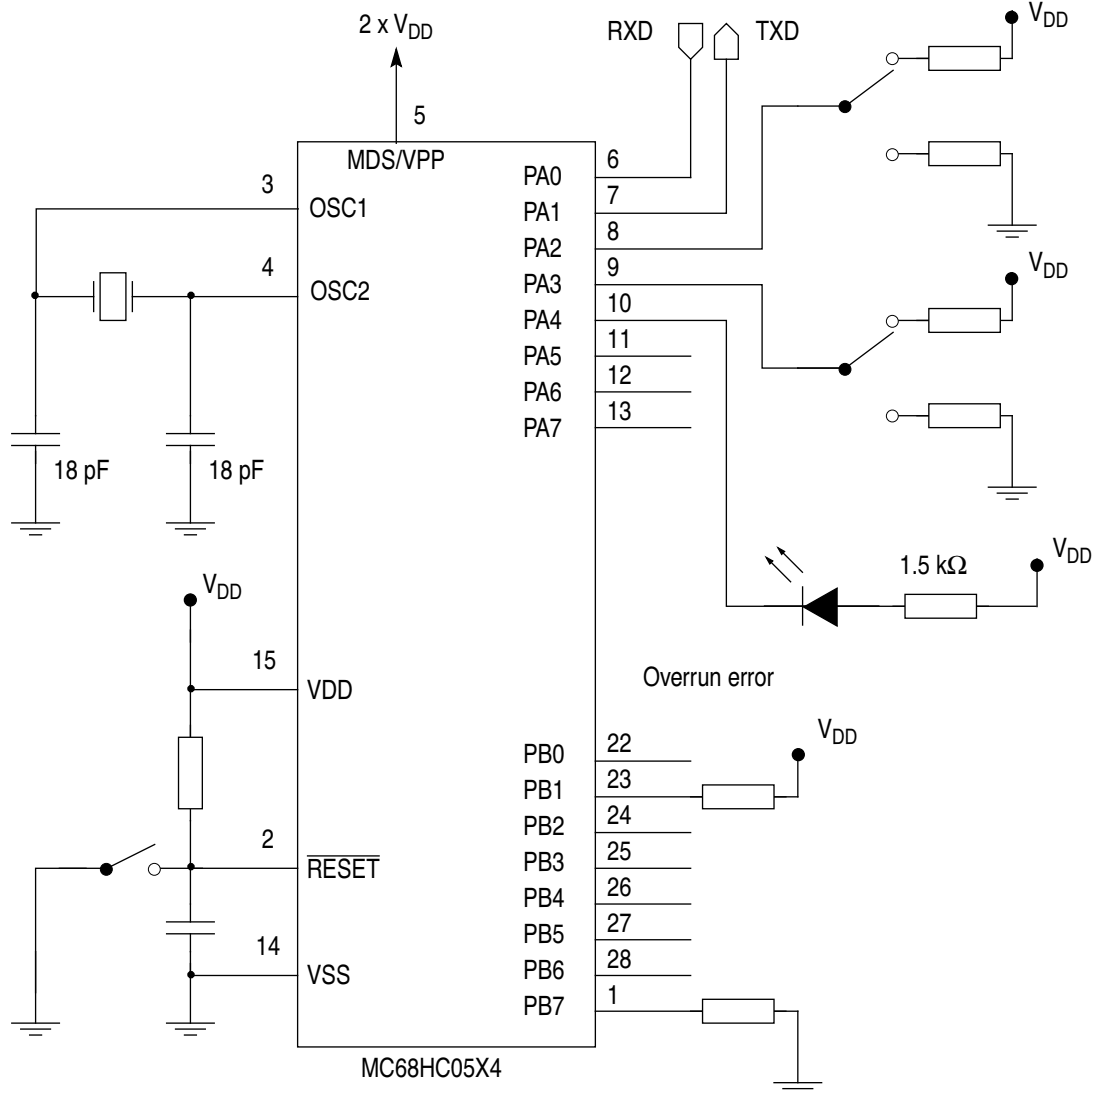 2 x VDD
RXD
TXD
VDD
5
MDS/VPP
3
OSC1
4
OSC2
PA0
6
PA1
7
PA2
8
PA3
9
PA4
10
PA5
11
PA6
12
PA7
13
VDD
18 pF
18 pF
VDD
1.5 kΩ
VDD
15
VDD
Overrun error
VDD
PB0
22
PB1
23
PB2
24
PB3
25
PB4
26
PB5
27
PB6
28
PB7
1
2
RESET
14
VSS
MC68HC05X4